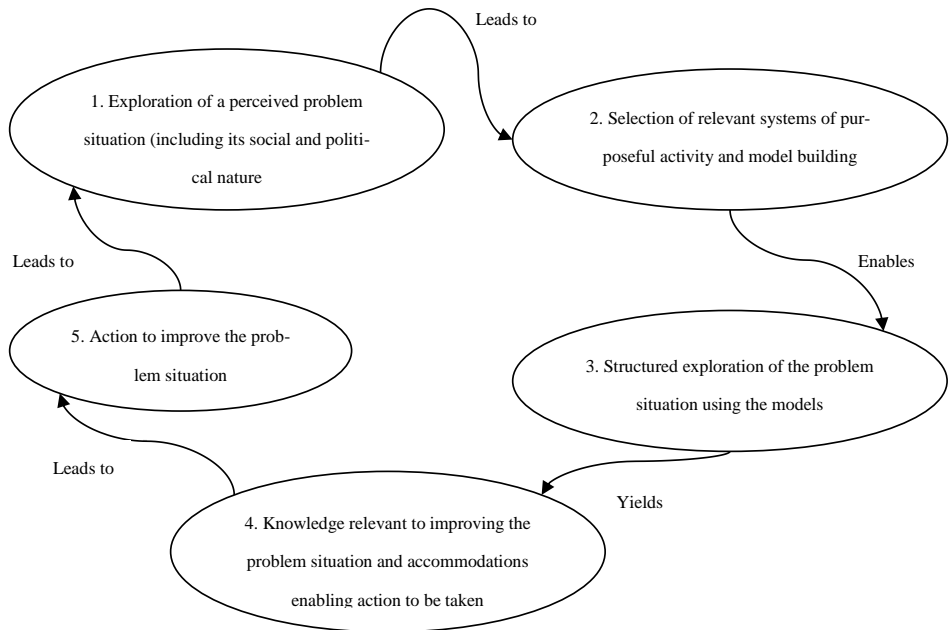 Leads to
1. Exploration of a perceived problem
situation (including its social and politi-
cal nature
2. Selection of relevant systems of pur-
poseful activity and model building
Leads to
Enables
5. Action to improve the prob-
lem situation
3. Structured exploration of the problem
situation using the models
Leads to
Yields
4. Knowledge relevant to improving the
problem situation and accommodations
enabling action to be taken